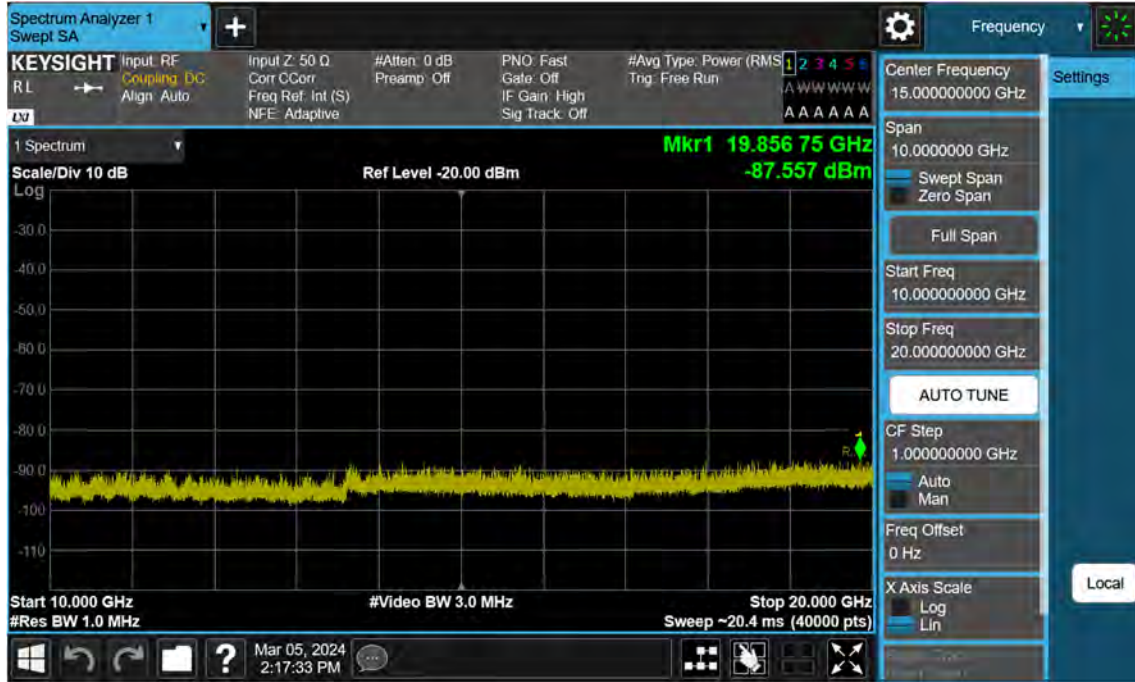 Spectrum Analyzer 1
Swept SA
+
Frequency
KEYSIGHT
RL
LXI
Input: RF
Coupling: DC
Align: Auto
Input Z: 50 Ω
Corr CCorr
Freq Ref: Int (S)
NFE: Adaptive
#Atten: 0 dB
Preamp: Off
PNO: Fast
Gate: Off
IF Gain: High
Sig Track: Off
#Avg Type: Power (RMS
Trig: Free Run
1 2 3 4 5 6
A W W W W W
A A A A A A
Center Frequency
15.000000000 GHz
Settings
Span
10.0000000 GHz
Swept Span
Zero Span
Full Span
Start Freq
10.000000000 GHz
Stop Freq
20.000000000 GHz
AUTO TUNE
CF Step
1.000000000 GHz
Auto
Man
Freq Offset
0 Hz
X Axis Scale
Log
Lin
Local
1 Spectrum
Scale/Div 10 dB
Ref Level -20.00 dBm
Mkr1 19.856 75 GHz
-87.557 dBm
Log
-30.0
-40.0
-50.0
-60.0
-70.0
-80.0
-90.0
-100
-110
1
Start 10.000 GHz
#Video BW 3.0 MHz
Stop 20.000 GHz
#Res BW 1.0 MHz
Sweep ~20.4 ms (40000 pts)
?
Mar 05, 2024
2:17:33 PM